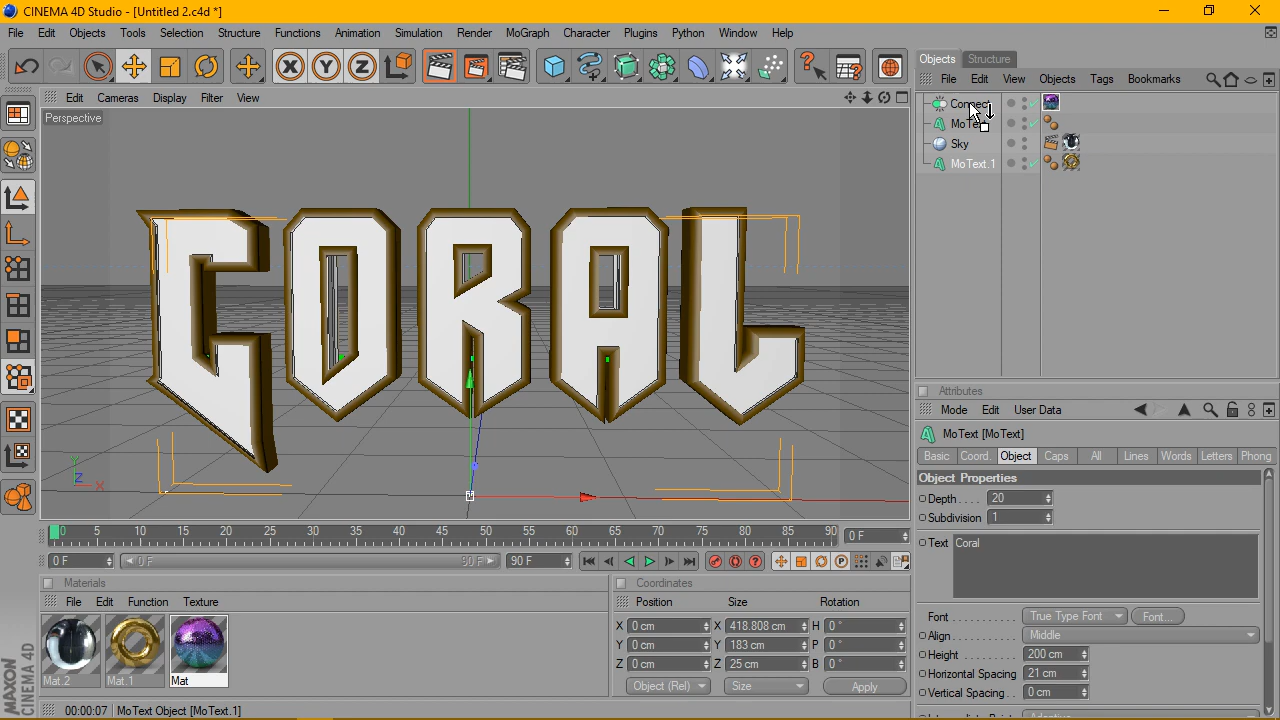 CINEMA 4D Studio - [Untitled 2.c4d *]
File Edit Objects Tools Selection Structure Functions Animation Simulation Render MoGraph Character Plugins Python Window Help
X Y Z
Objects Structure
File Edit View Objects Tags Bookmarks
Edit Cameras Display Filter View
Perspective
Connect
MoText
Sky
MoText.1
CORAL
Y
Z X
Attributes
Mode Edit User Data
MoText [MoText]
Basic Coord. Object Caps All Lines Words Letters Phong
Object Properties
Depth . . . . 20
Subdivision 1
Text Coral
Font . . . . . . . . . . True Type Font Font...
Align . . . . . . . . . . Middle
Height . . . . . . . . . 200 cm
Horizontal Spacing 21 cm
Vertical Spacing . . 0 cm
0 5 10 15 20 25 30 35 40 45 50 55 60 65 70 75 80 85 90 0 F
0 F 0 F 90 F 90 F
Materials
File Edit Function Texture
Mat.2 Mat.1 Mat
Coordinates
Position Size Rotation
X 0 cm X 418.808 cm H 0 °
Y 0 cm Y 183 cm P 0 °
Z 0 cm Z 25 cm B 0 °
Object (Rel) Size Apply
MAXON
CINEMA 4D
00:00:07 MoText Object [MoText.1]